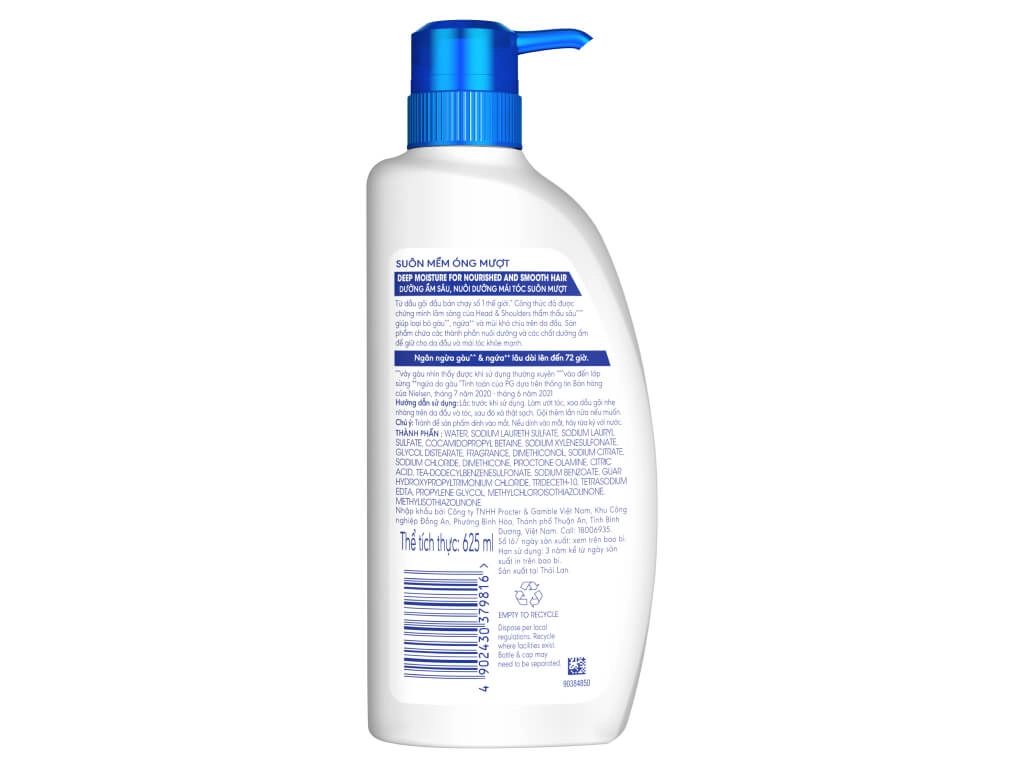 SUÔN MỀM ÓNG MƯỢT
DEEP MOISTURE FOR NOURISHED AND SMOOTH HAIR
DƯỠNG ẨM SÂU, NUÔI DƯỠNG MÁI TÓC SUÔN MƯỢT
Từ dầu gội đầu bán chạy số 1 thế giới.* Công thức đã được
chứng minh lâm sàng của Head & Shoulders thẩm thấu sâu^^^
giúp loại bỏ gàu^^, ngứa** và mùi khó chịu trên da đầu. Sản
phẩm chứa các thành phần nuôi dưỡng và các chất dưỡng ẩm
để giữ cho da đầu và mái tóc khỏe mạnh.
Ngăn ngừa gàu^^ & ngứa** lâu dài lên đến 72 giờ.
^^vảy gàu nhìn thấy được khi sử dụng thường xuyên ^^^vào đến lớp
sừng **ngứa do gàu *Tính toán của PG dựa trên thông tin Bán hàng
của Nielsen, tháng 7 năm 2020 - tháng 6 năm 2021
Hướng dẫn sử dụng: Lắc trước khi sử dụng. Làm ướt tóc, xoa dầu gội nhẹ
nhàng trên da đầu và tóc, sau đó xả thật sạch. Gội thêm lần nữa nếu muốn.
Chú ý: Tránh để sản phẩm dính vào mắt. Nếu dính vào mắt, hãy rửa kỹ với nước.
THÀNH PHẦN : WATER, SODIUM LAURETH SULFATE, SODIUM LAURYL
SULFATE, COCAMIDOPROPYL BETAINE, SODIUM XYLENESULFONATE,
GLYCOL DISTEARATE, FRAGRANCE, DIMETHICONOL, SODIUM CITRATE,
SODIUM CHLORIDE, DIMETHICONE, PIROCTONE OLAMINE, CITRIC
ACID, TEA-DODECYLBENZENESULFONATE, SODIUM BENZOATE, GUAR
HYDROXYPROPYLTRIMONIUM CHLORIDE, TRIDECETH-10, TETRASODIUM
EDTA, PROPYLENE GLYCOL, METHYLCHLOROISOTHIAZOLINONE,
METHYLISOTHIAZOLINONE
Nhập khẩu bởi Công ty TNHH Procter & Gamble Việt Nam, Khu Công
nghiệp Đồng An, Phường Bình Hòa, Thành phố Thuận An, Tỉnh Bình
Dương, Việt Nam. Call: 18006935.
Số lô/ ngày sản xuất: xem trên bao bì.
Hạn sử dụng: 3 năm kể từ ngày sản
xuất in trên bao bì.
Sản xuất tại Thái Lan.
Thể tích thực: 625 ml
4 902430 379816 >
EMPTY TO RECYCLE
Dispose per local
regulations. Recycle
where facilities exist.
Bottle & cap may
need to be separated.
90384850